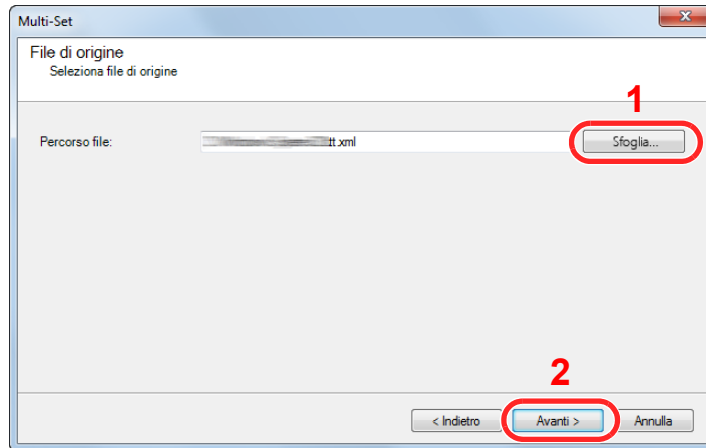 Multi-Set
File di origine
Seleziona file di origine
1
Percorso file: tt.xml Sfoglia...
2
< Indietro Avanti > Annulla